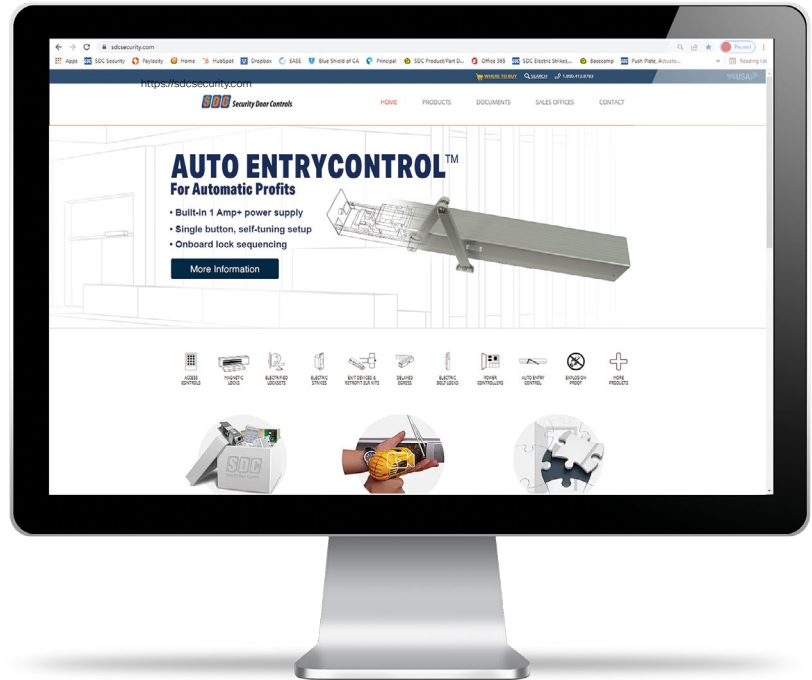 sdcsecurity.com
Paused
Apps SDC Security Paylocity Home HubSpot Dropbox EASE Blue Shield of CA Principal SDC Product/Part D... Office 365 SDC Electric Strikes... Basecamp Push Plate, Actuato... » Reading list
WHERE TO BUY SEARCH 1.800.413.8783 USA
https://sdcsecurity.com
SDC Security Door Controls
HOME PRODUCTS DOCUMENTS SALES OFFICES CONTACT
AUTO ENTRYCONTROL™
For Automatic Profits
• Built-in 1 Amp+ power supply
• Single button, self-tuning setup
• Onboard lock sequencing
More Information
ACCESS CONTROLS
MAGNETIC LOCKS
ELECTRIFIED LOCKSETS
ELECTRIC STRIKES
EXIT DEVICES & RETROFIT ELR KITS
DELAYED EGRESS
ELECTRIC BOLT LOCKS
POWER CONTROLLERS
AUTO ENTRY CONTROL
EXPLOSION PROOF
MORE PRODUCTS
SDC